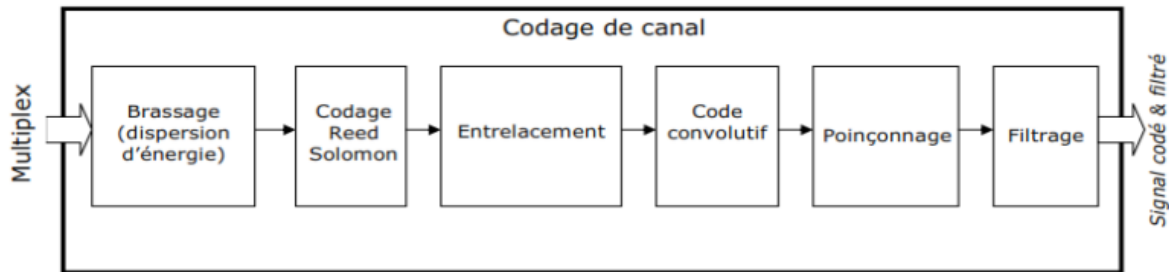 Codage de canal
Multiplex
Brassage
(dispersion
d'énergie)
Codage
Reed
Solomon
Entrelacement
Code
convolutif
Poinçonnage
Filtrage
Signal codé & filtré